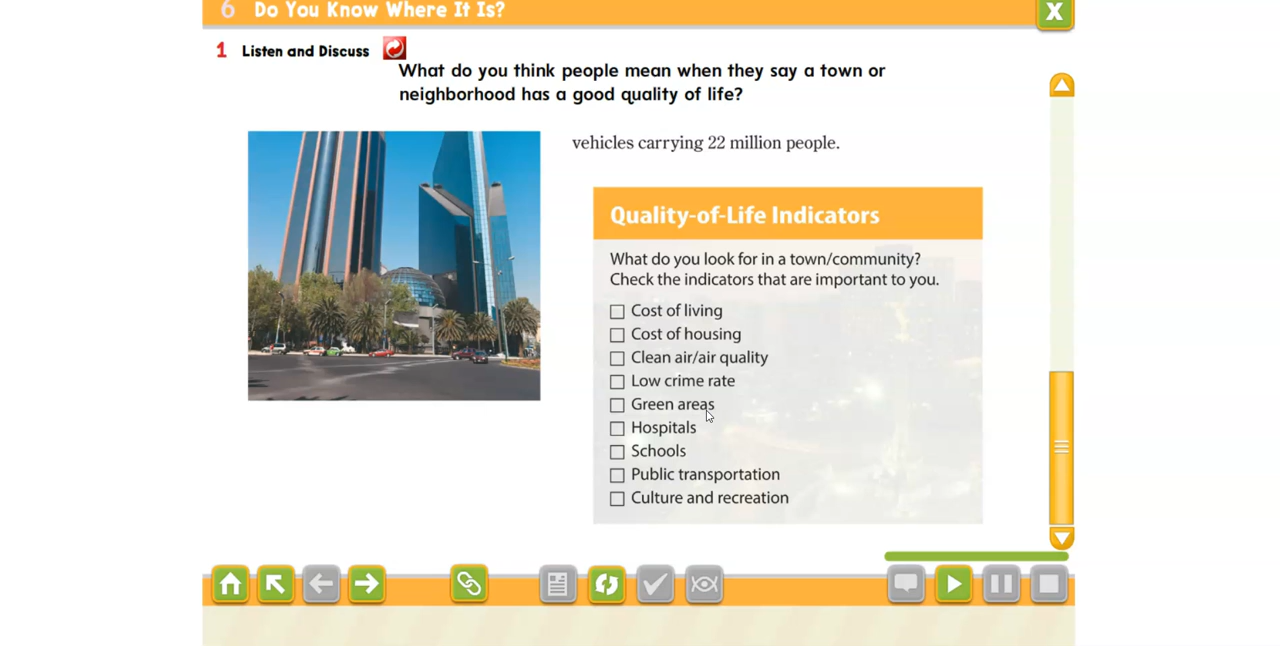 6 Do You Know Where It Is?
X
1 Listen and Discuss
What do you think people mean when they say a town or
neighborhood has a good quality of life?
vehicles carrying 22 million people.
Quality-of-Life Indicators
What do you look for in a town/community?
Check the indicators that are important to you.
Cost of living
Cost of housing
Clean air/air quality
Low crime rate
Green areas
Hospitals
Schools
Public transportation
Culture and recreation